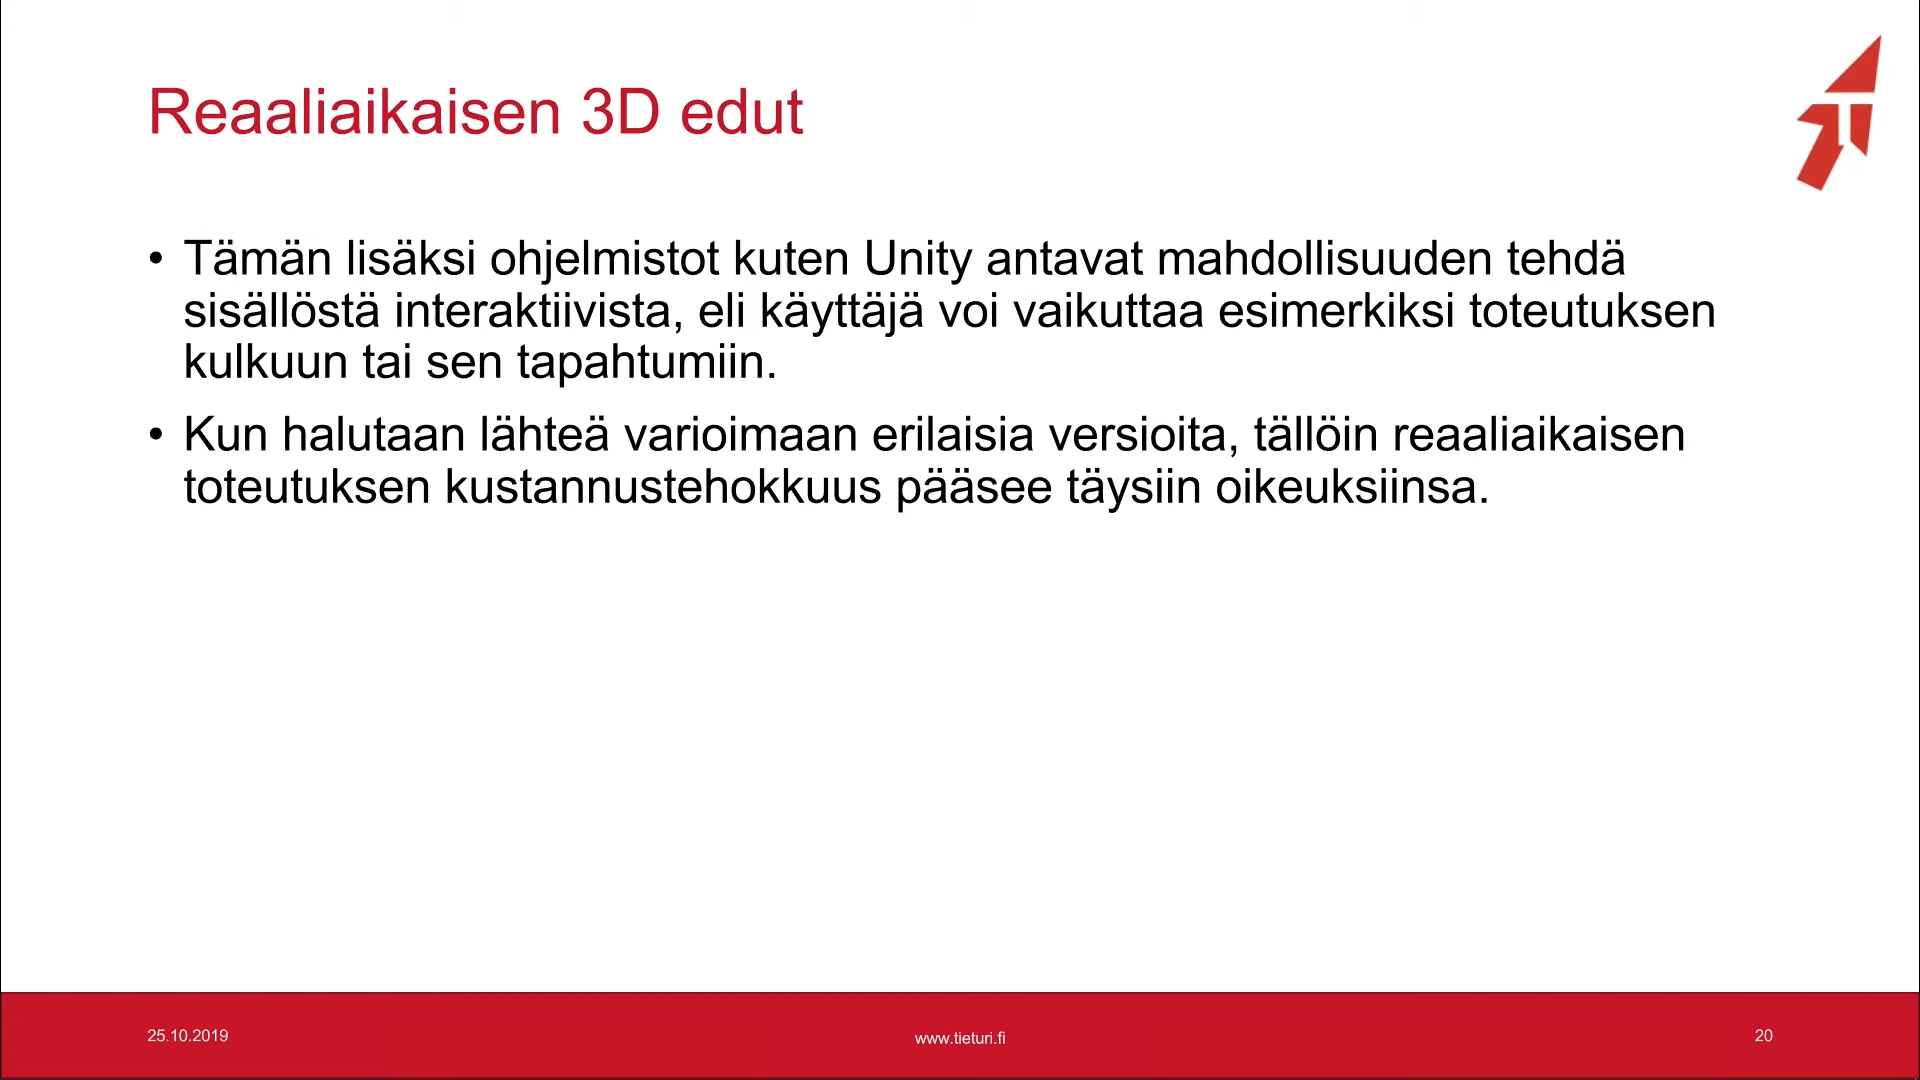 Reaaliaikaisen 3D edut
• Tämän lisäksi ohjelmistot kuten Unity antavat mahdollisuuden tehdä
sisällöstä interaktiivista, eli käyttäjä voi vaikuttaa esimerkiksi toteutuksen
kulkuun tai sen tapahtumiin.
• Kun halutaan lähteä varioimaan erilaisia versioita, tällöin reaaliaikaisen
toteutuksen kustannustehokkuus pääsee täysiin oikeuksiinsa.
25.10.2019
www.tieturi.fi
20